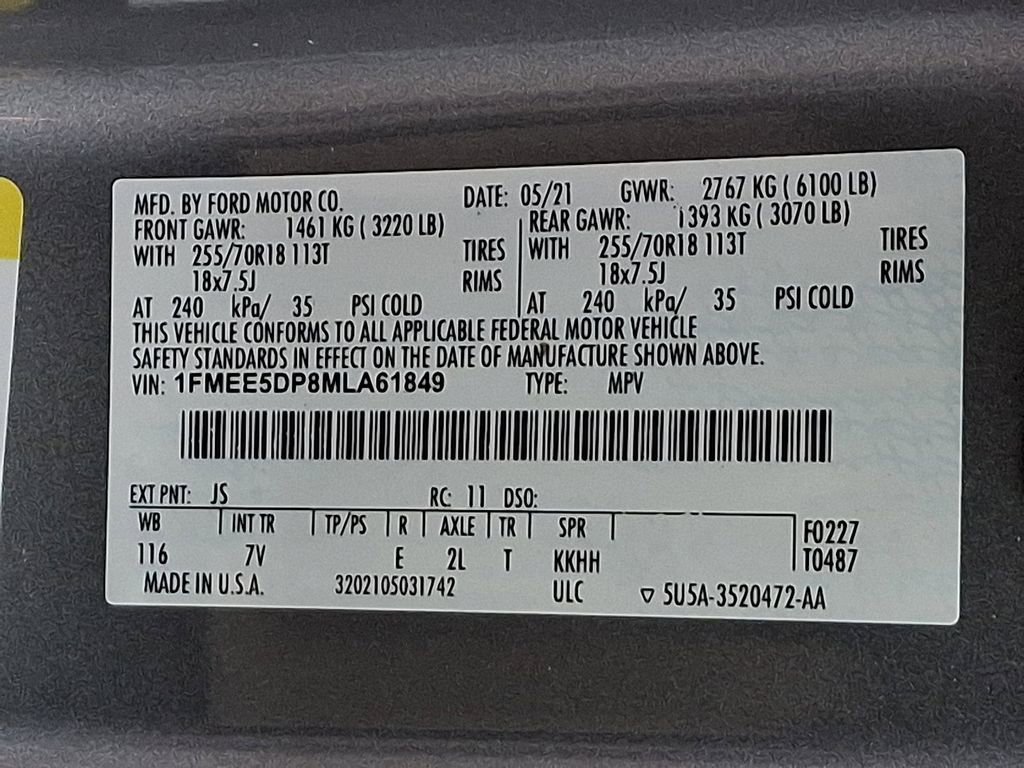 MFD. BY FORD MOTOR CO. DATE: 05/21 GVWR: 2767 KG ( 6100 LB)
FRONT GAWR: 1461 KG ( 3220 LB) REAR GAWR: 1393 KG ( 3070 LB)
WITH 255/70R18 113T TIRES WITH 255/70R18 113T TIRES
18x7.5J RIMS 18x7.5J RIMS
AT 240 kPa/ 35 PSI COLD AT 240 kPa/ 35 PSI COLD
THIS VEHICLE CONFORMS TO ALL APPLICABLE FEDERAL MOTOR VEHICLE
SAFETY STANDARDS IN EFFECT ON THE DATE OF MANUFACTURE SHOWN ABOVE.
VIN: 1FMEE5DP8MLA61849 TYPE: MPV
EXT PNT: JS RC: 11 DSO:
WB INT TR TP/PS R AXLE TR SPR F0227
116 7V E 2L T KKHH T0487
MADE IN U.S.A. 3202105031742 ULC ▽ 5U5A-3520472-AA